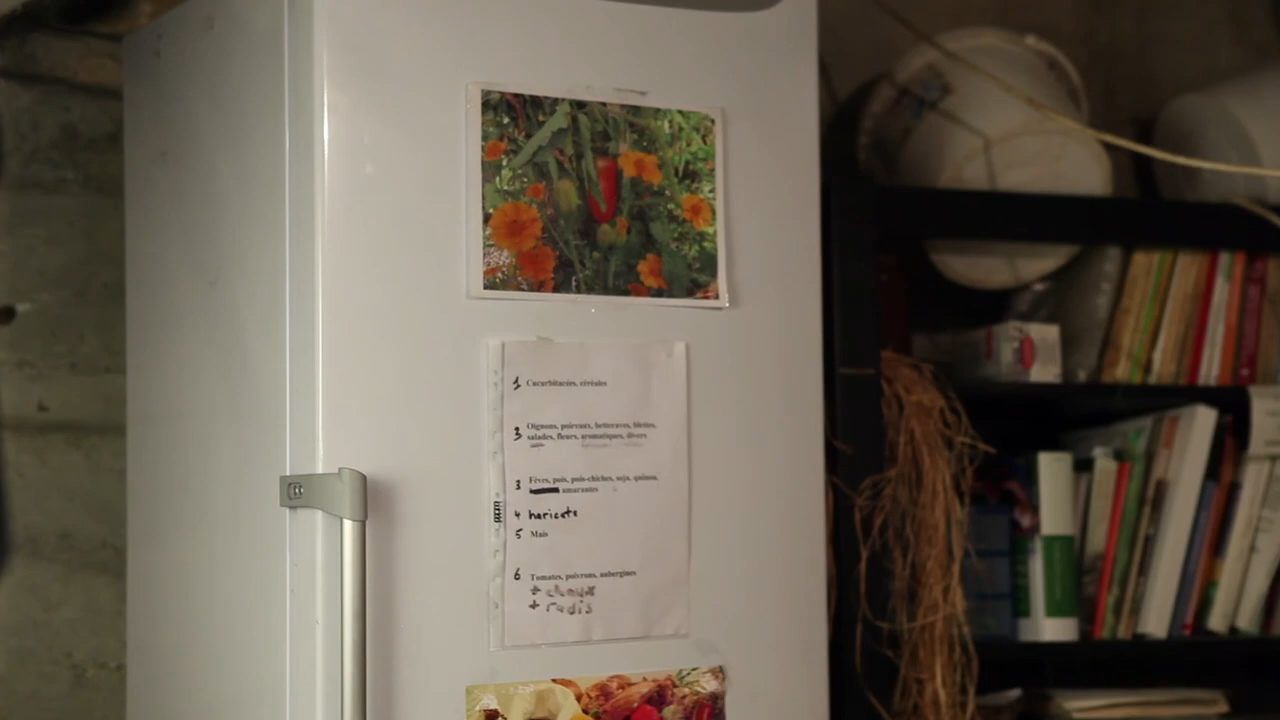 1 Cucurbitacées, céréales
3 Oignons, poireaux, betteraves, blettes,
salades, fleurs, aromatiques, divers
3 Fèves, pois, pois-chiches, soja, quinoa,
amarantes
4 haricots
5 Maïs
6 Tomates, poivrons, aubergines
+ choux
+ radis